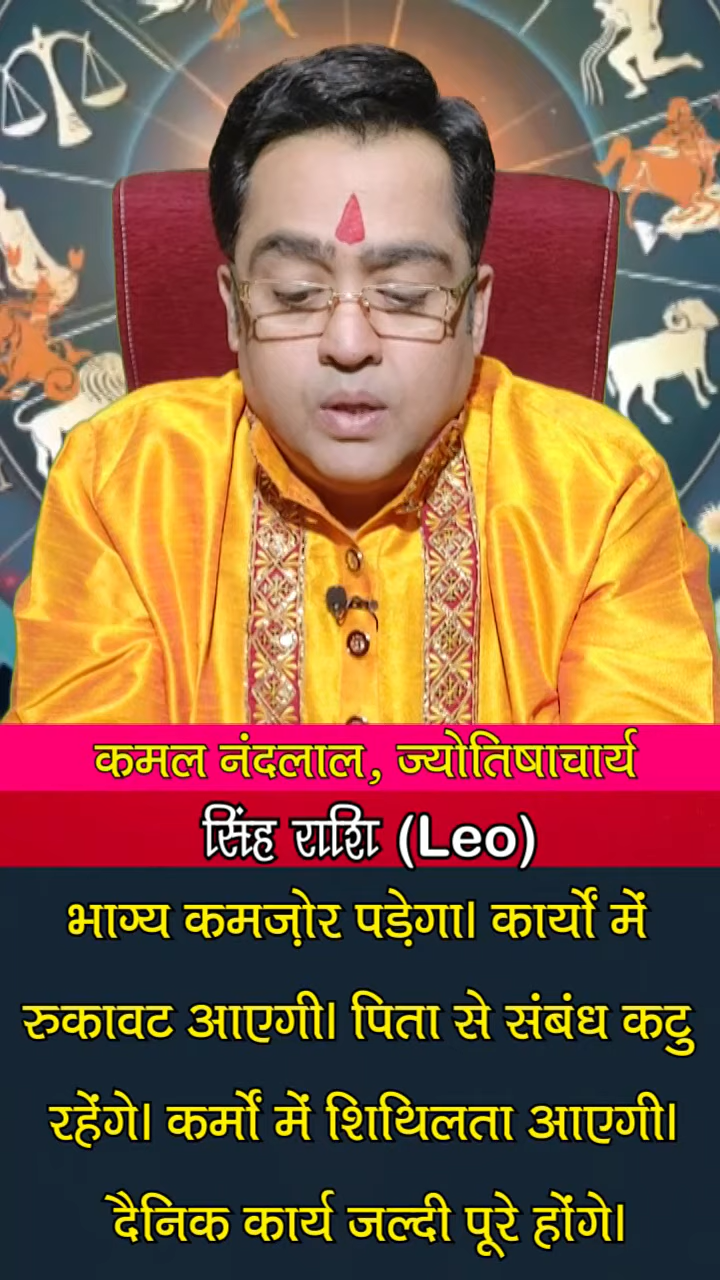 कमल नंदलाल, ज्योतिषाचार्य
सिंह राशि (Leo)
भाग्य कमज़ोर पड़ेगा। कार्यों में
रुकावट आएगी। पिता से संबंध कटु
रहेंगे। कर्मों में शिथिलता आएगी।
दैनिक कार्य जल्दी पूरे होंगे।